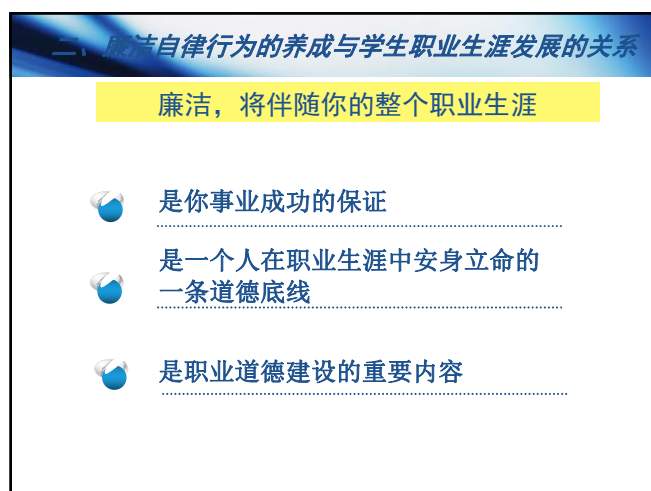 二、廉洁自律行为的养成与学生职业生涯发展的关系
廉洁，将伴随你的整个职业生涯
是你事业成功的保证
是一个人在职业生涯中安身立命的
一条道德底线
是职业道德建设的重要内容